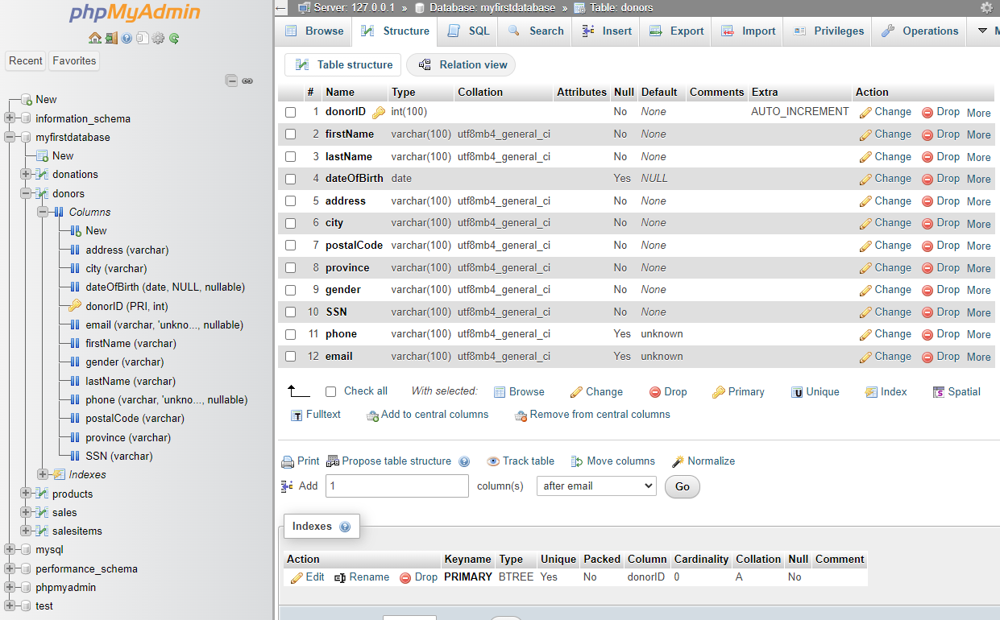 phpMyAdmin
Recent Favorites
New
information_schema
myfirstdatabase
New
donations
donors
Columns
New
address (varchar)
city (varchar)
dateOfBirth (date, NULL, nullable)
donorID (PRI, int)
email (varchar, 'unkno..., nullable)
firstName (varchar)
gender (varchar)
lastName (varchar)
phone (varchar, 'unkno..., nullable)
postalCode (varchar)
province (varchar)
SSN (varchar)
Indexes
products
sales
salesitems
mysql
performance_schema
phpmyadmin
test
Server: 127.0.0.1 » Database: myfirstdatabase » Table: donors
Browse Structure SQL Search Insert Export Import Privileges Operations M
Table structure Relation view
# Name Type Collation Attributes Null Default Comments Extra Action
1 donorID int(100) No None AUTO_INCREMENT Change Drop More
2 firstName varchar(100) utf8mb4_general_ci No None Change Drop More
3 lastName varchar(100) utf8mb4_general_ci No None Change Drop More
4 dateOfBirth date Yes NULL Change Drop More
5 address varchar(100) utf8mb4_general_ci No None Change Drop More
6 city varchar(100) utf8mb4_general_ci No None Change Drop More
7 postalCode varchar(100) utf8mb4_general_ci No None Change Drop More
8 province varchar(100) utf8mb4_general_ci No None Change Drop More
9 gender varchar(100) utf8mb4_general_ci No None Change Drop More
10 SSN varchar(100) utf8mb4_general_ci No None Change Drop More
11 phone varchar(100) utf8mb4_general_ci Yes unknown Change Drop More
12 email varchar(100) utf8mb4_general_ci Yes unknown Change Drop More
Check all With selected: Browse Change Drop Primary Unique Index Spatial
Fulltext Add to central columns Remove from central columns
Print Propose table structure Track table Move columns Normalize
Add 1 column(s) after email Go
Indexes
Action Keyname Type Unique Packed Column Cardinality Collation Null Comment
Edit Rename Drop PRIMARY BTREE Yes No donorID 0 A No